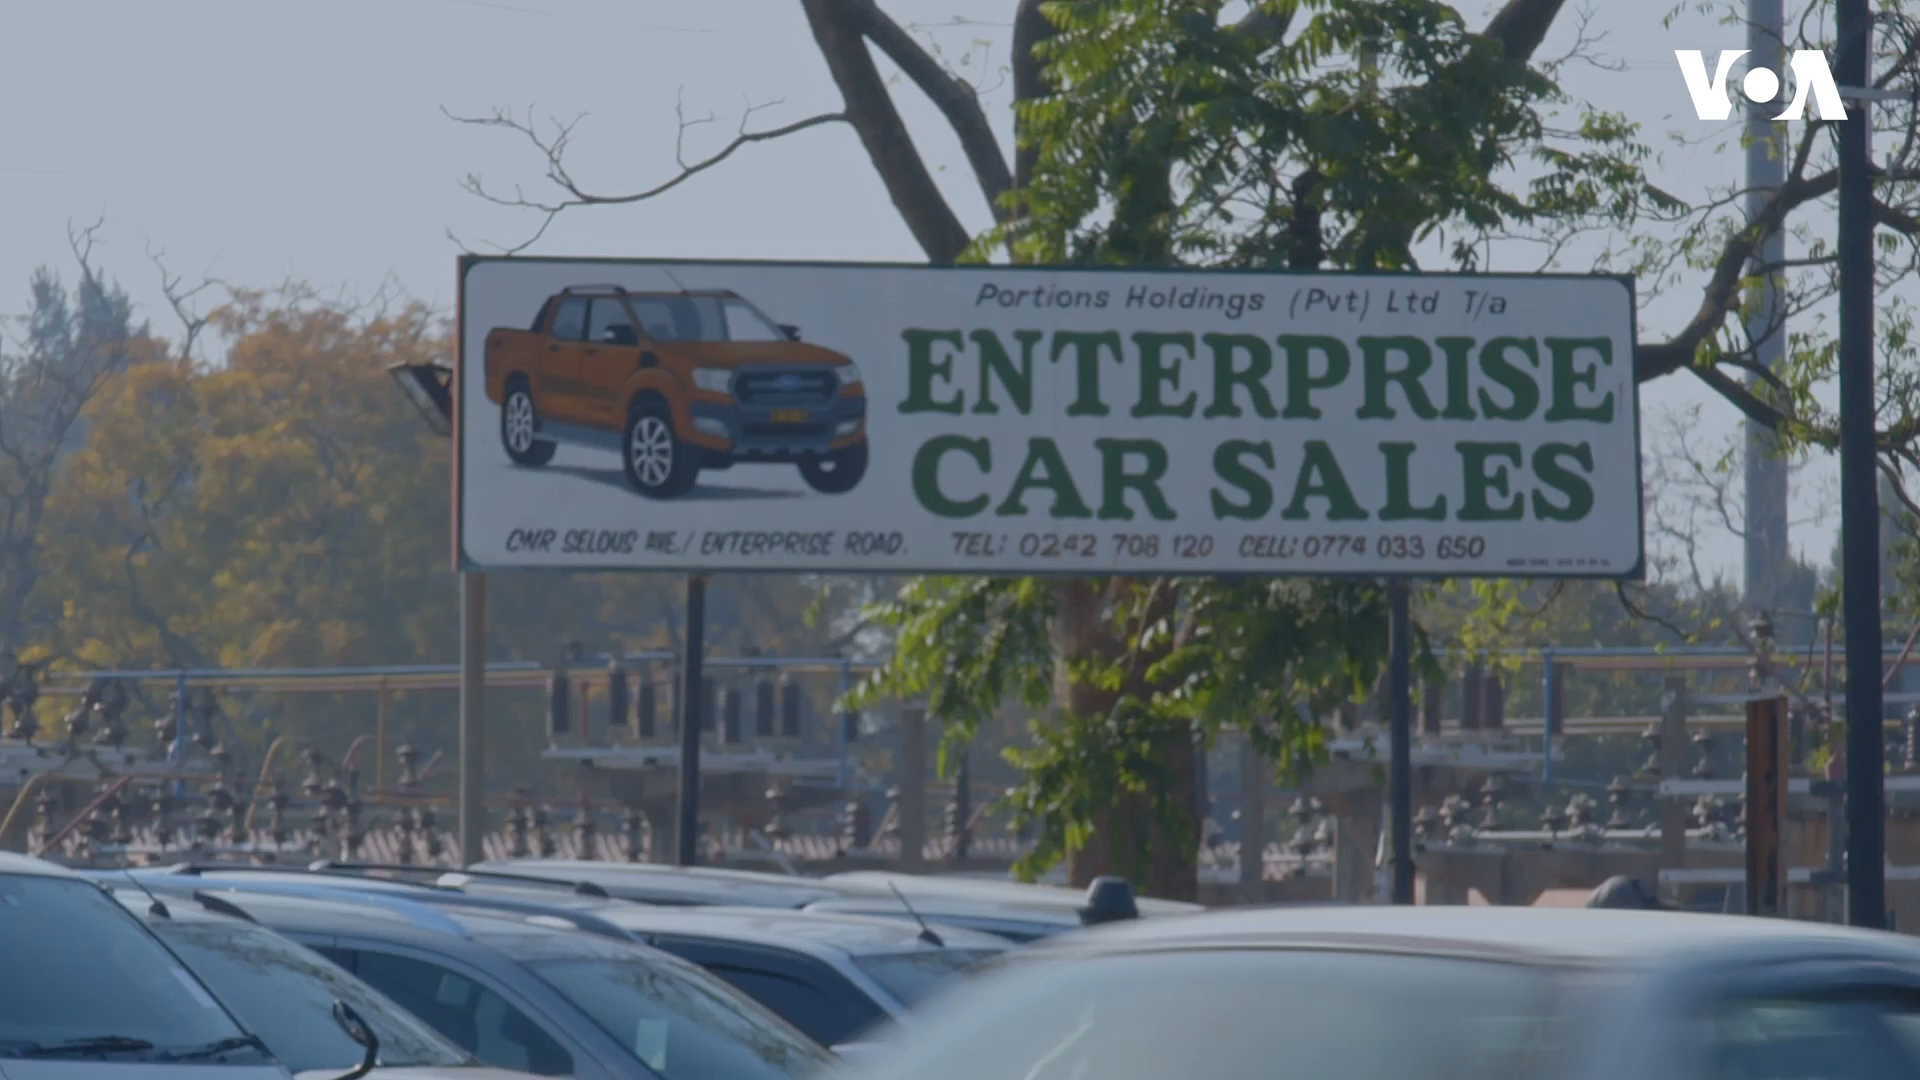 VOA
Portions Holdings (Pvt) Ltd T/a
ENTERPRISE
CAR SALES
CNR SELOUS AVE./ ENTERPRISE ROAD. TEL: 0242 708 120 CELL: 0774 033 650